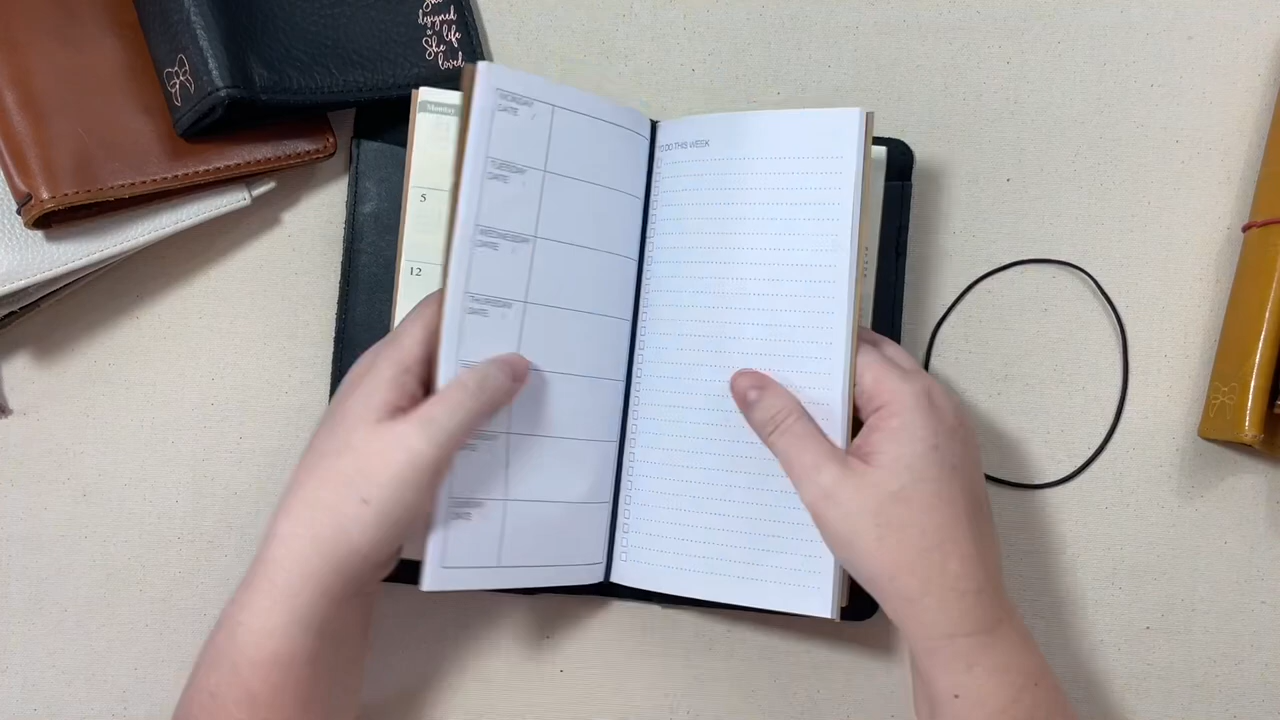 She
designed
a
She life
loved
Monday
5
12
MONDAY
DATE
TUESDAY
DATE
WEDNESDAY
DATE
THURSDAY
DATE
TO DO THIS WEEK